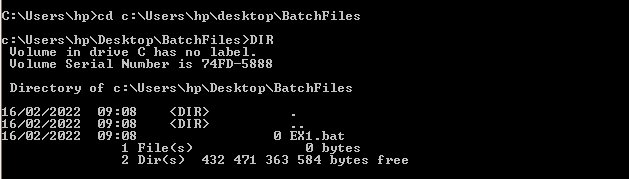 C:\Users\hp>cd c:\Users\hp\desktop\BatchFiles
c:\Users\hp\Desktop\BatchFiles>DIR
Volume in drive C has no label.
Volume Serial Number is 74FD-5888
Directory of c:\Users\hp\Desktop\BatchFiles
16/02/2022  09:08    <DIR>          .
16/02/2022  09:08    <DIR>          ..
16/02/2022  09:08                 0 EX1.bat
1 File(s)              0 bytes
2 Dir(s)  432 471 363 584 bytes free